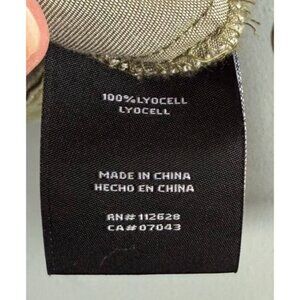 100%LYOCELL
LYOCELL
MADE IN CHINA
HECHO EN CHINA
RN# 112628
CA# 07043